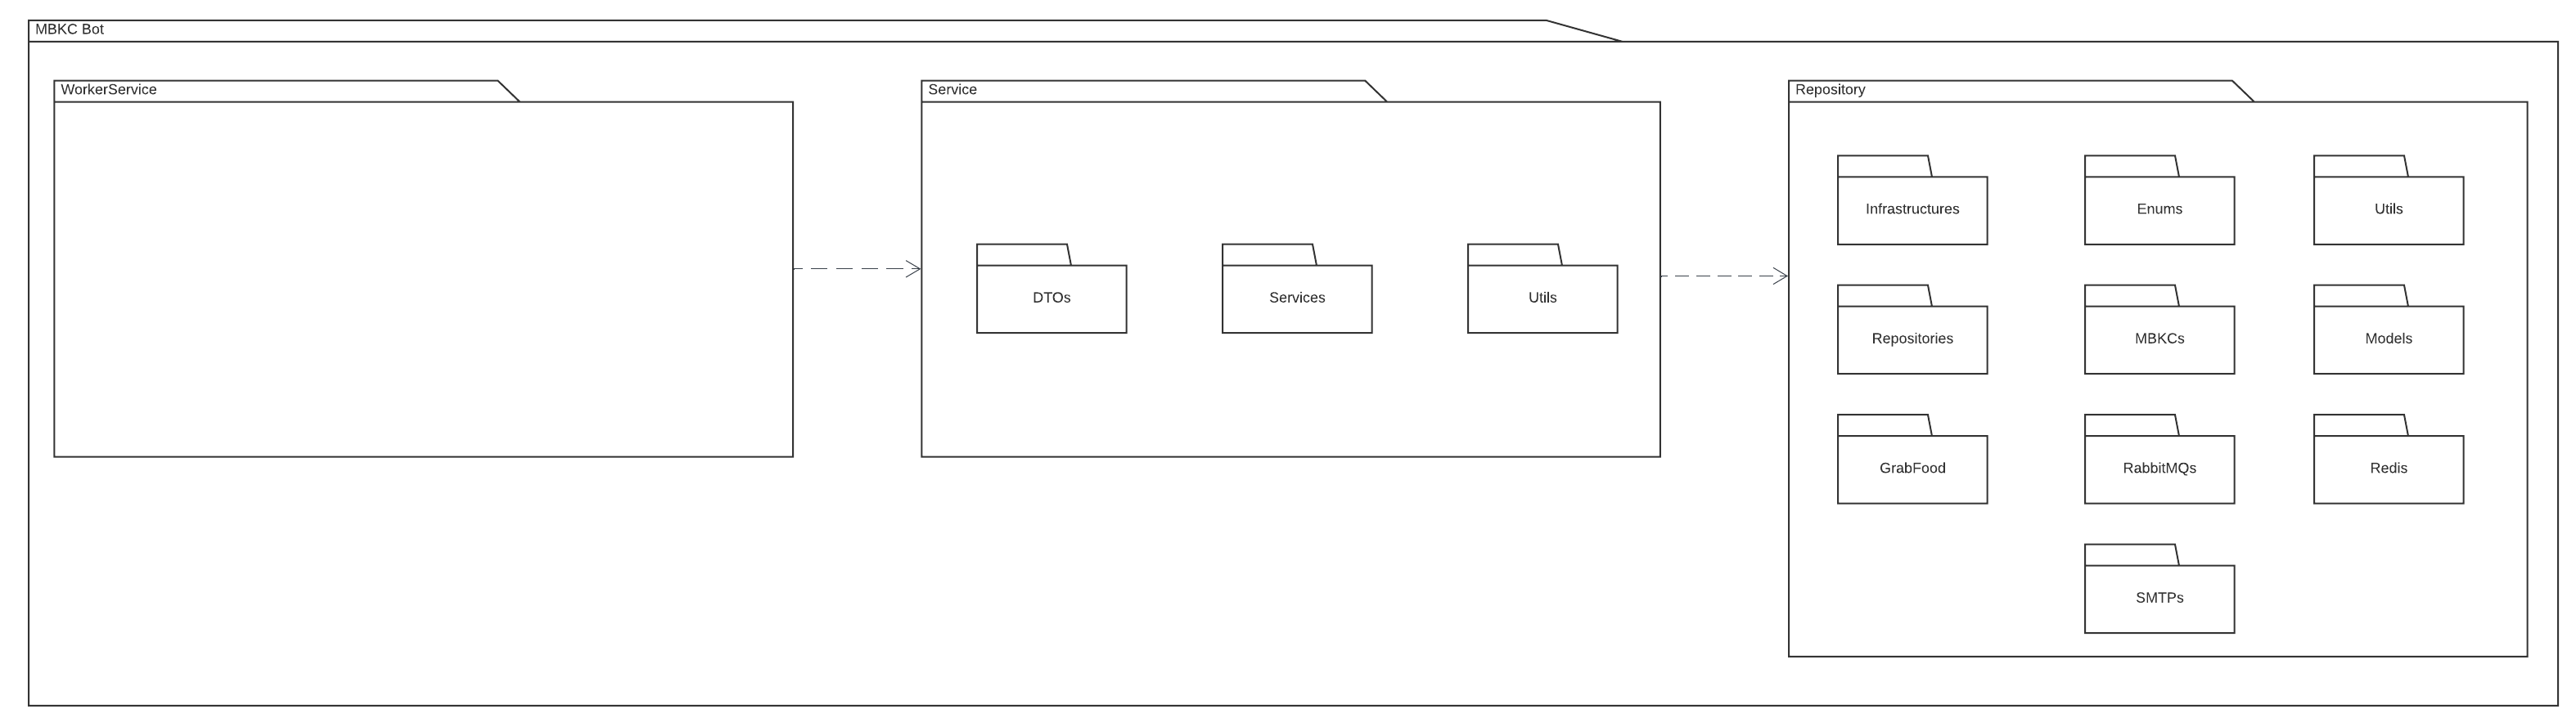 MBKC Bot
WorkerService
Service
DTOs
Services
Utils
Repository
Infrastructures
Enums
Utils
Repositories
MBKCs
Models
GrabFood
RabbitMQs
Redis
SMTPs